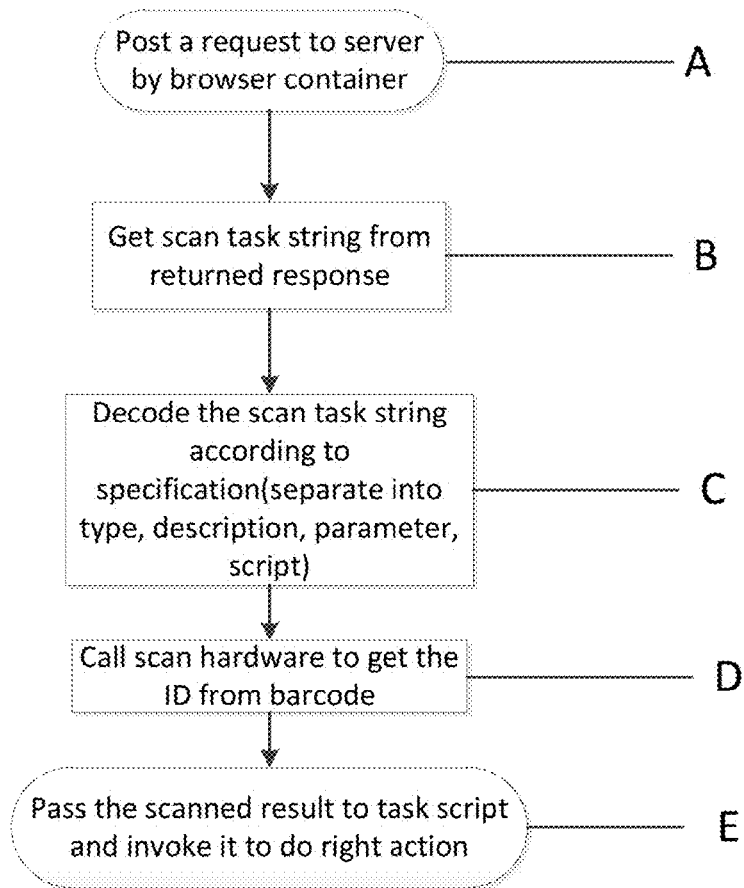 Post a request to server
by browser container
A
Get scan task string from
returned response
B
Decode the scan task string
according to
specification(separate into
type, description, parameter,
script)
C
Call scan hardware to get the
ID from barcode
D
Pass the scanned result to task script
and invoke it to do right action
E